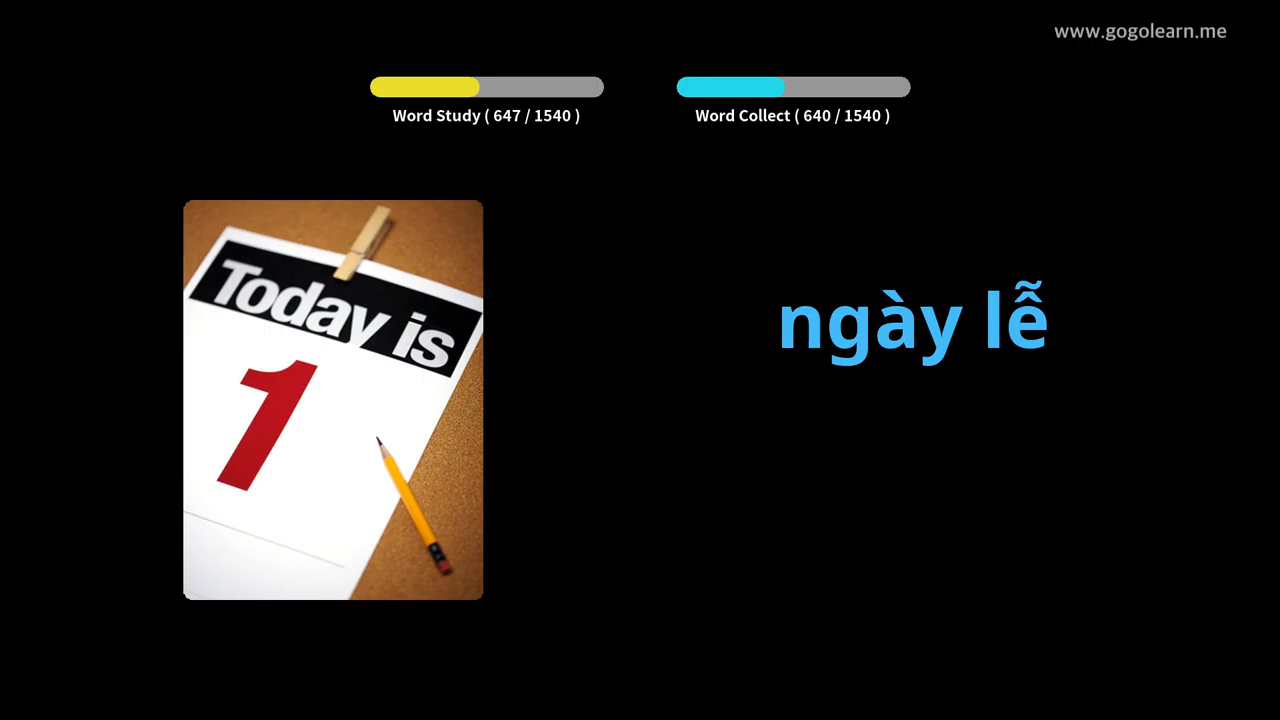 www.gogolearn.me
Word Study ( 647 / 1540 )
Word Collect ( 640 / 1540 )
Today is
1
ngày lễ